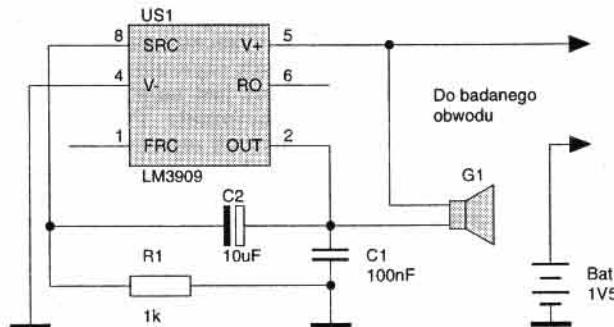 US1
8 SRC V+ 5
4 V- RO 6
1 FRC OUT 2
LM3909
Do badanego
obwodu
G1
C2
10uF
C1
100nF
R1
1k
Bat
1V5